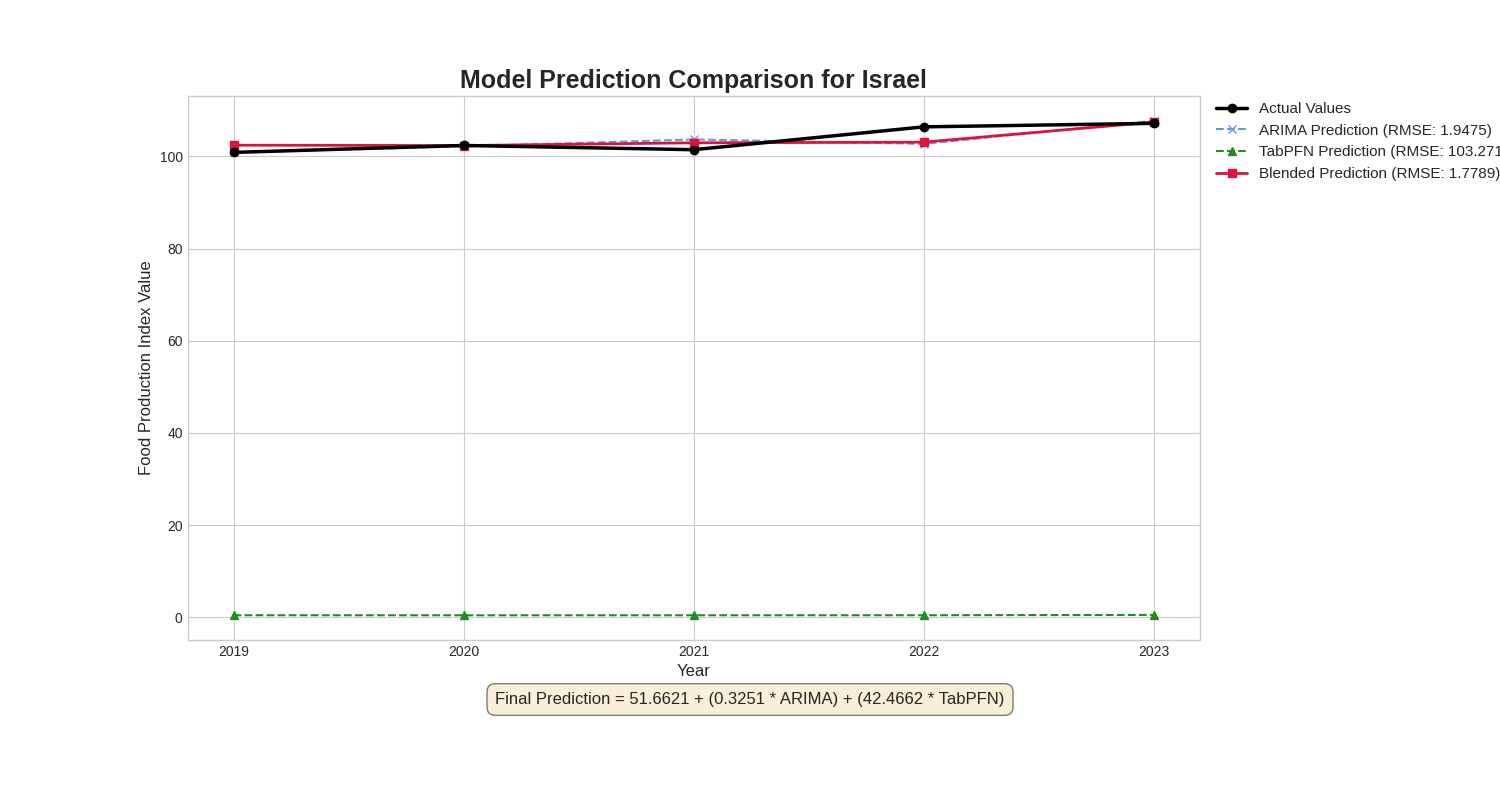 Model Prediction Comparison for Israel
Actual Values
ARIMA Prediction (RMSE: 1.9475)
TabPFN Prediction (RMSE: 103.271
Blended Prediction (RMSE: 1.7789)
Food Production Index Value
100
80
60
40
20
0
2019 2020 2021 2022 2023
Year
Final Prediction = 51.6621 + (0.3251 * ARIMA) + (42.4662 * TabPFN)